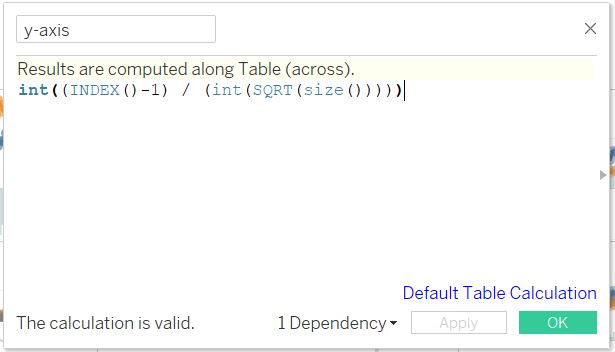 y-axis
Results are computed along Table (across).
int((INDEX()-1) / (int(SQRT(size()))))
Default Table Calculation
The calculation is valid. 1 Dependency Apply OK